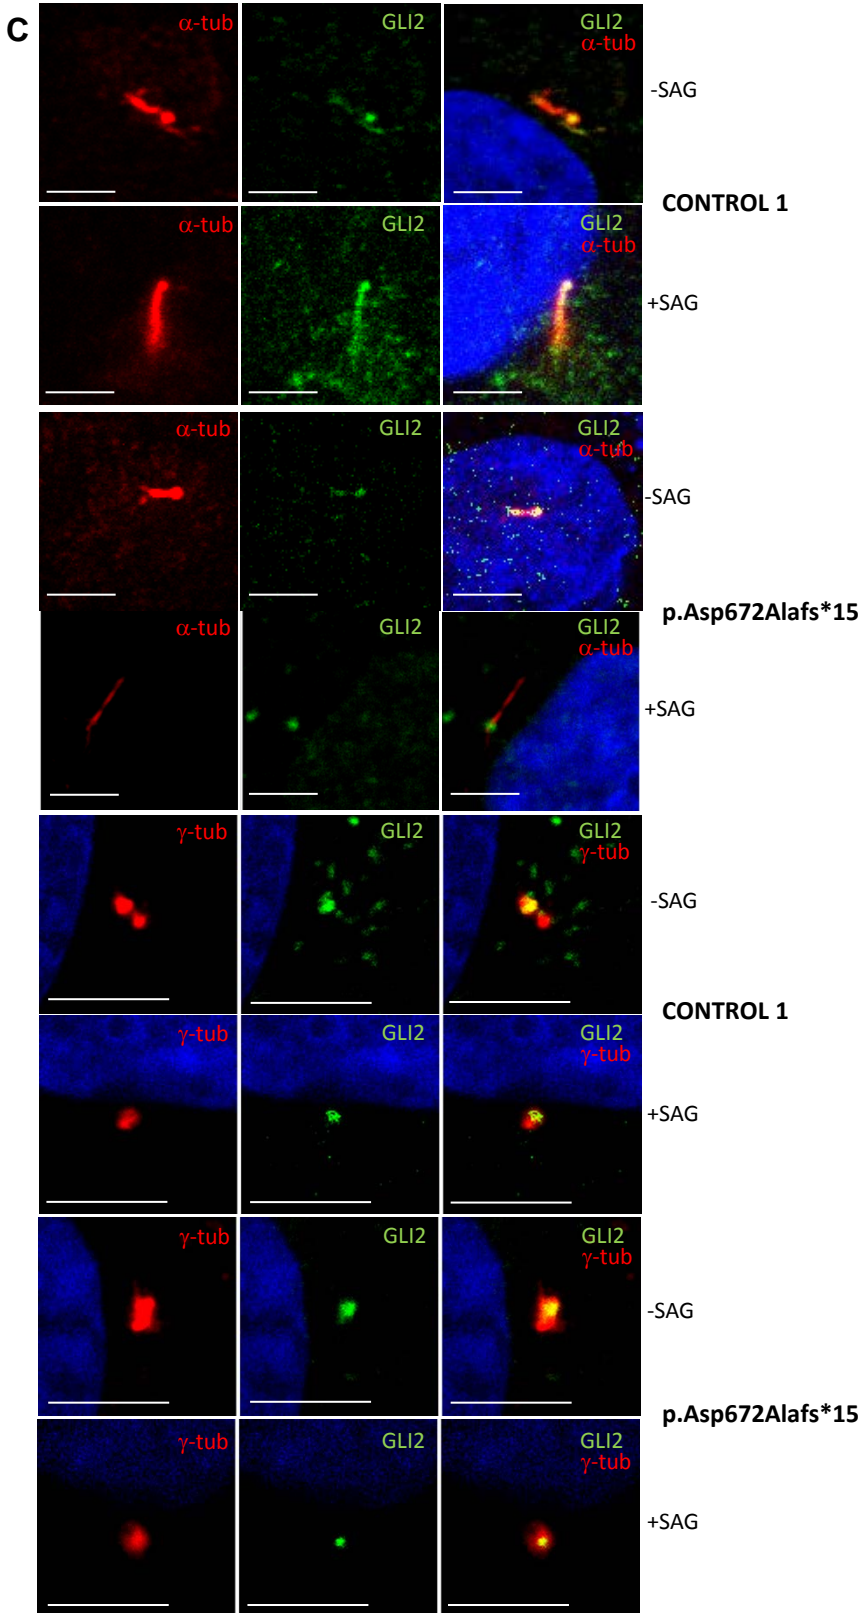 C
α-tub GLI2 GLI2
α-tub
-SAG
CONTROL 1
α-tub GLI2 GLI2
α-tub
+SAG
α-tub GLI2 GLI2
α-tub
-SAG
p.Asp672Alafs*15
α-tub GLI2 GLI2
α-tub
+SAG
γ-tub GLI2 GLI2
γ-tub
-SAG
CONTROL 1
γ-tub GLI2 GLI2
γ-tub
+SAG
γ-tub GLI2 GLI2
γ-tub
-SAG
p.Asp672Alafs*15
γ-tub GLI2 GLI2
γ-tub
+SAG